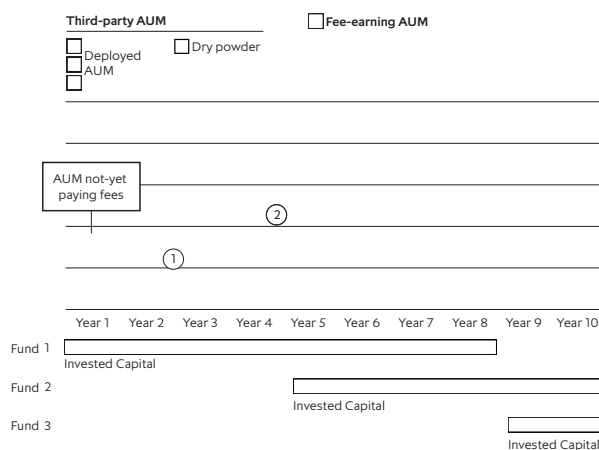 Third-party AUM
Fee-earning AUM
Deployed
AUM
Dry powder
AUM not-yet
paying fees
2
1
Year 1 Year 2 Year 3 Year 4 Year 5 Year 6 Year 7 Year 8 Year 9 Year 10
Fund 1
Invested Capital
Fund 2
Invested Capital
Fund 3
Invested Capital